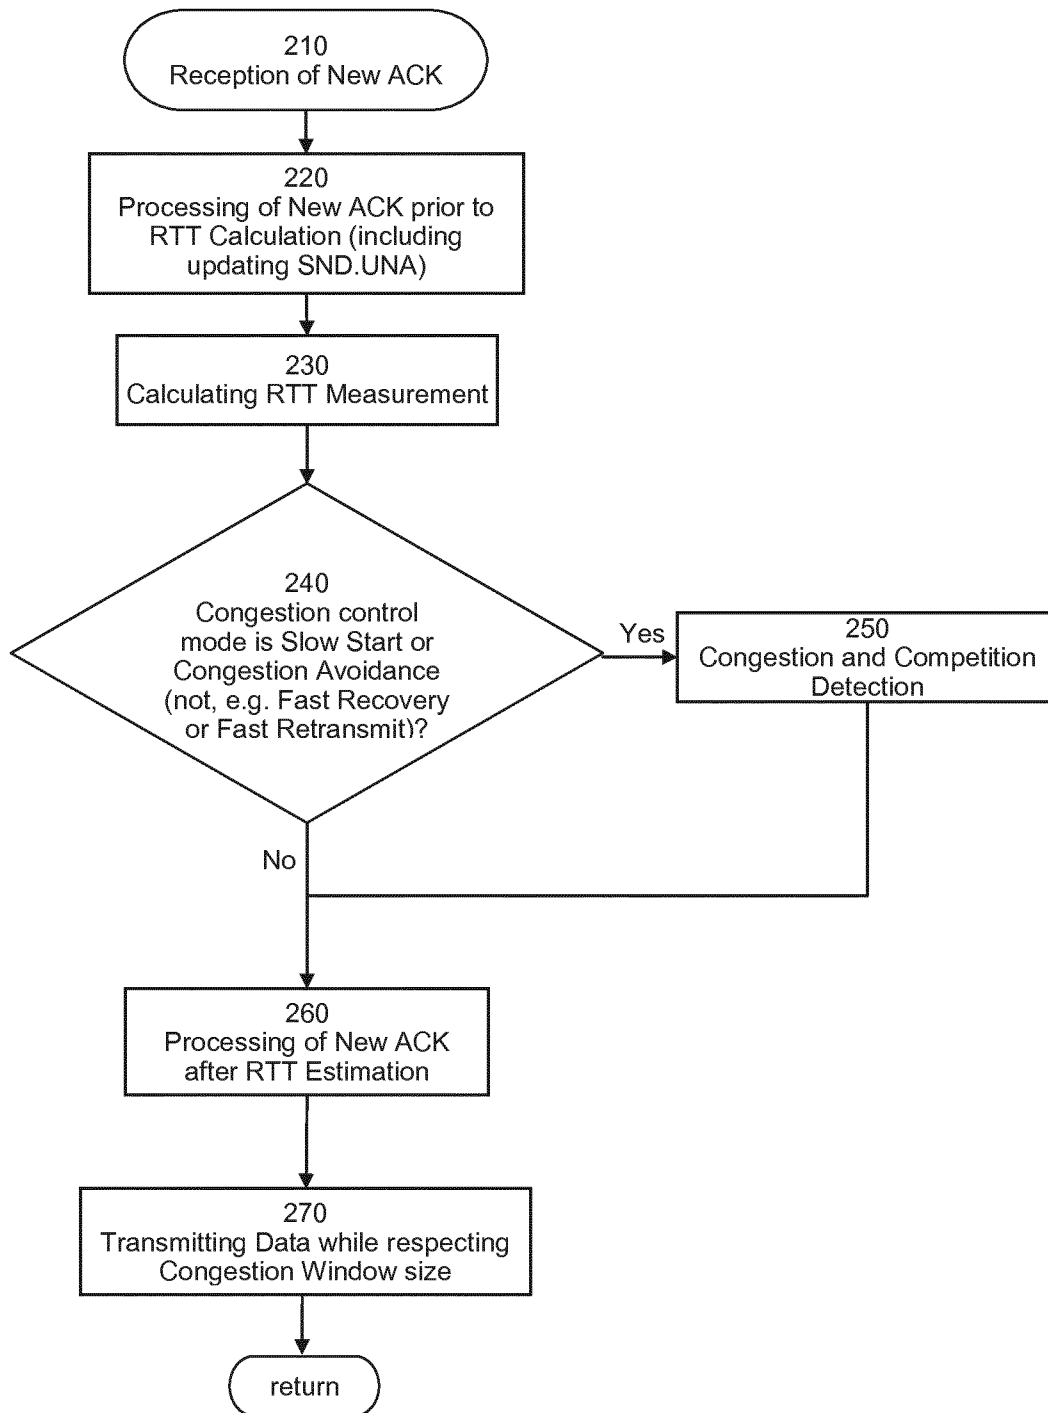 210
Reception of New ACK
220
Processing of New ACK prior to
RTT Calculation (including
updating SND.UNA)
230
Calculating RTT Measurement
240
Congestion control
mode is Slow Start or
Congestion Avoidance
(not, e.g. Fast Recovery
or Fast Retransmit)?
Yes
250
Congestion and Competition
Detection
No
260
Processing of New ACK
after RTT Estimation
270
Transmitting Data while respecting
Congestion Window size
return